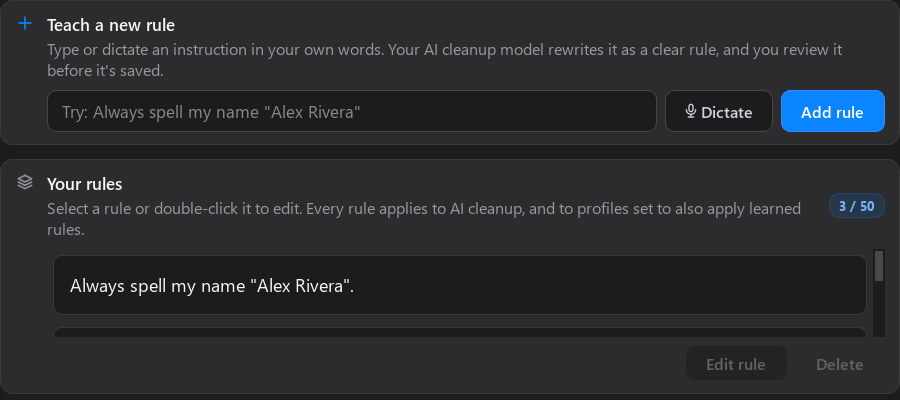 Teach a new rule
Type or dictate an instruction in your own words. Your AI cleanup model rewrites it as a clear rule, and you review it
before it's saved.
Try: Always spell my name "Alex Rivera"
Dictate
Add rule
Your rules
Select a rule or double-click it to edit. Every rule applies to AI cleanup, and to profiles set to also apply learned
rules.
3 / 50
Always spell my name "Alex Rivera".
Edit rule
Delete